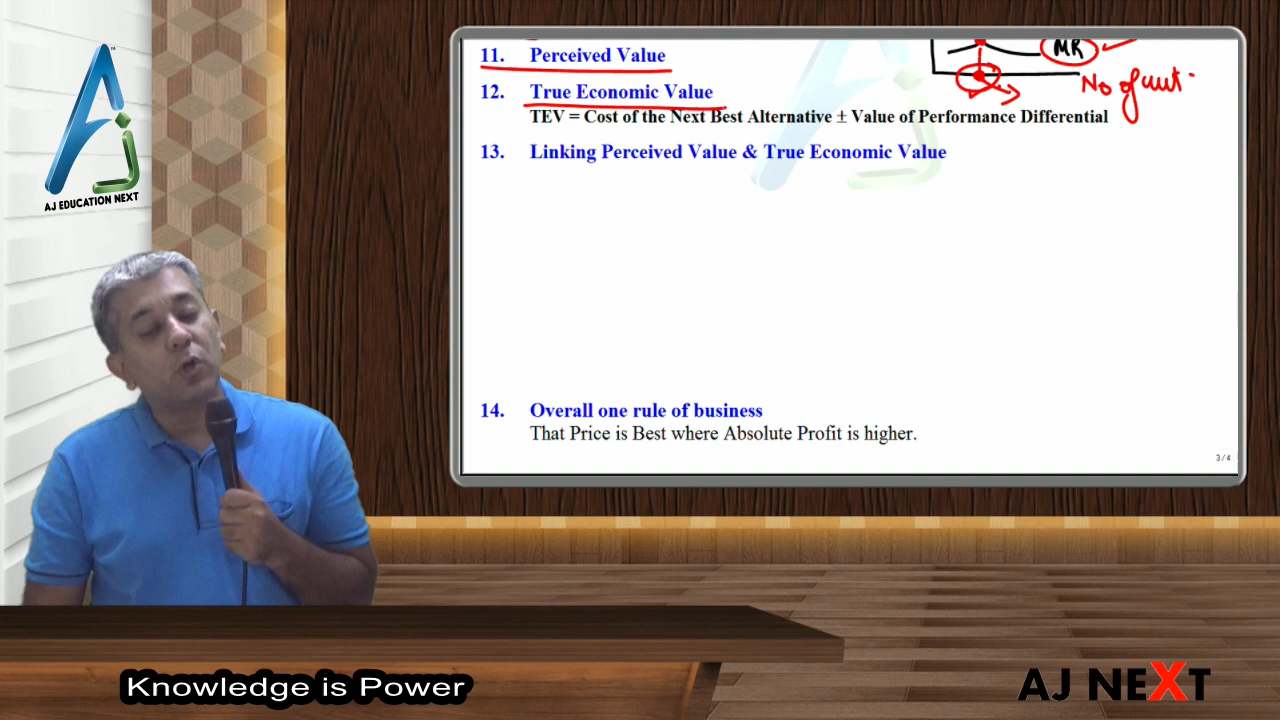 AJ EDUCATION NEXT
11. Perceived Value
MR
No of unit
12. True Economic Value
TEV = Cost of the Next Best Alternative ± Value of Performance Differential
13. Linking Perceived Value & True Economic Value
14. Overall one rule of business
That Price is Best where Absolute Profit is higher.
3/4
Knowledge is Power
AJ NEXT